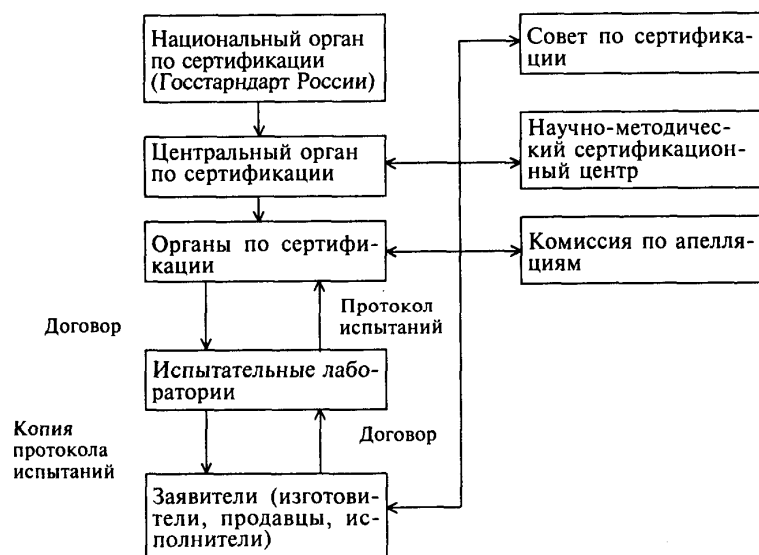 Национальный орган
по сертификации
(Госстарндарт России)
Совет по сертифика-
ции
Центральный орган
по сертификации
Научно-методичес-
кий сертификацион-
ный центр
Органы по сертифи-
кации
Комиссия по апелля-
циям
Договор
Протокол
испытаний
Испытательные лабо-
ратории
Копия
протокола
испытаний
Договор
Заявители (изготови-
тели, продавцы, ис-
полнители)